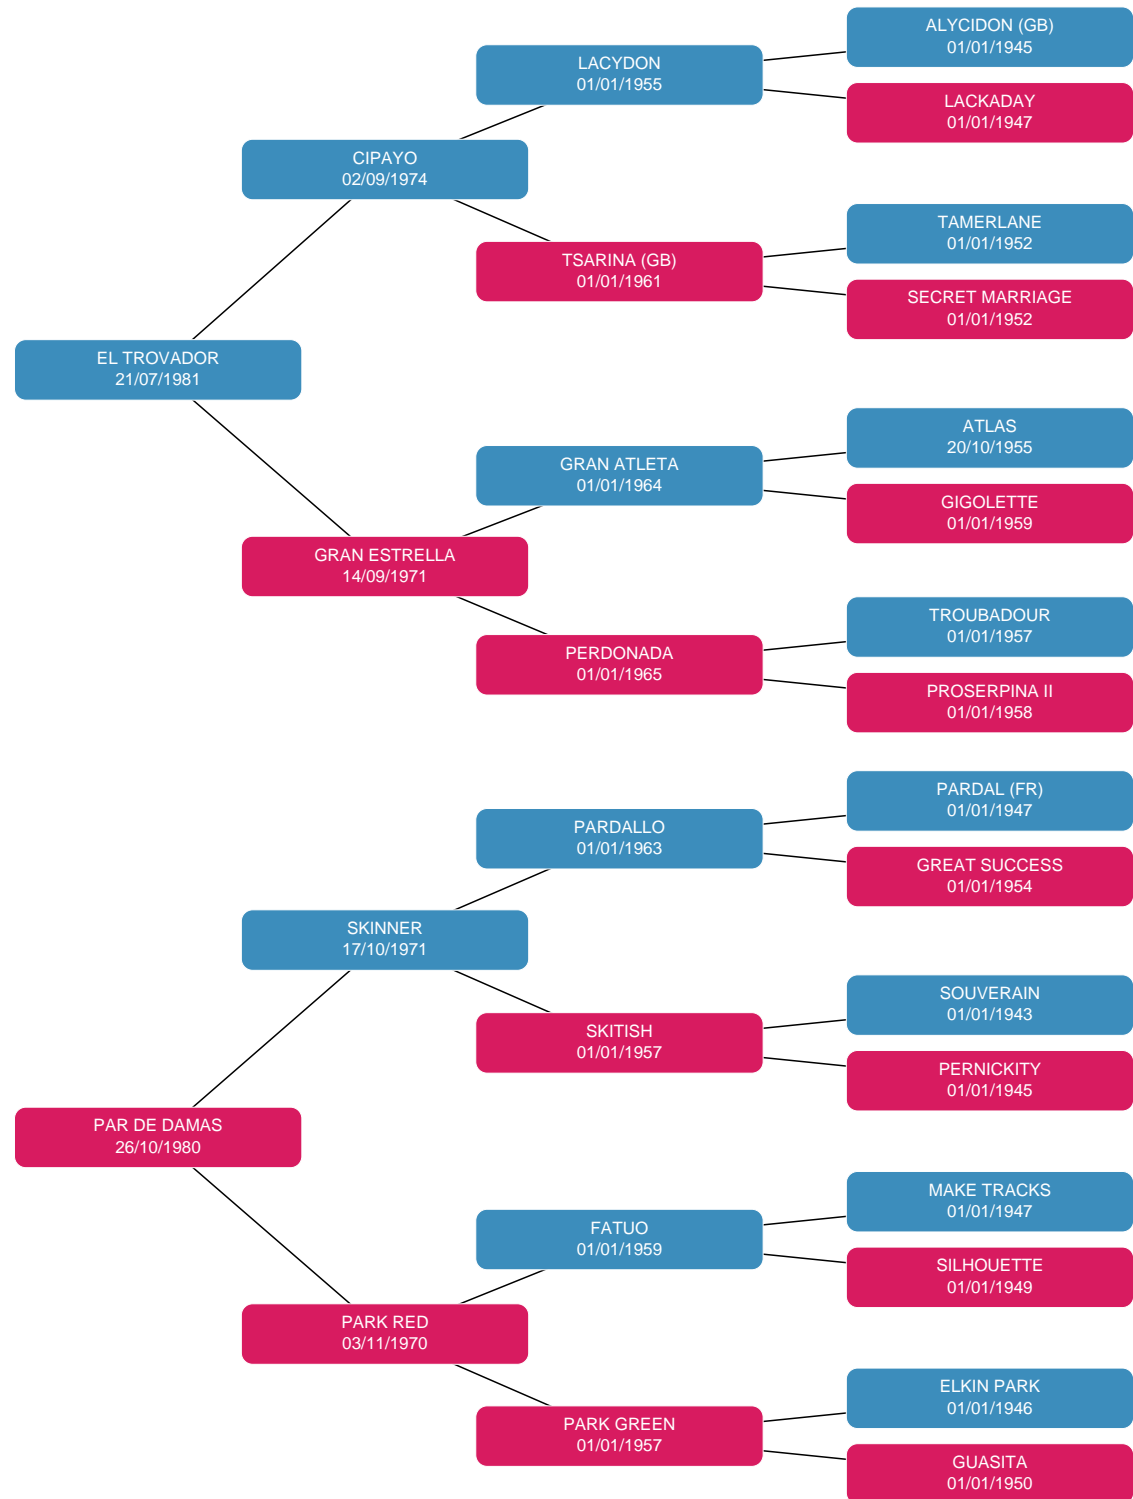 ALYCIDON (GB)
01/01/1945
LACYDON
01/01/1955
LACKADAY
01/01/1947
CIPAYO
02/09/1974
TAMERLANE
01/01/1952
TSARINA (GB)
01/01/1961
SECRET MARRIAGE
01/01/1952
EL TROVADOR
21/07/1981
ATLAS
20/10/1955
GRAN ATLETA
01/01/1964
GIGOLETTE
01/01/1959
GRAN ESTRELLA
14/09/1971
TROUBADOUR
01/01/1957
PERDONADA
01/01/1965
PROSERPINA II
01/01/1958
PARDAL (FR)
01/01/1947
PARDALLO
01/01/1963
GREAT SUCCESS
01/01/1954
SKINNER
17/10/1971
SOUVERAIN
01/01/1943
SKITISH
01/01/1957
PERNICKITY
01/01/1945
PAR DE DAMAS
26/10/1980
MAKE TRACKS
01/01/1947
FATUO
01/01/1959
SILHOUETTE
01/01/1949
PARK RED
03/11/1970
ELKIN PARK
01/01/1946
PARK GREEN
01/01/1957
GUASITA
01/01/1950